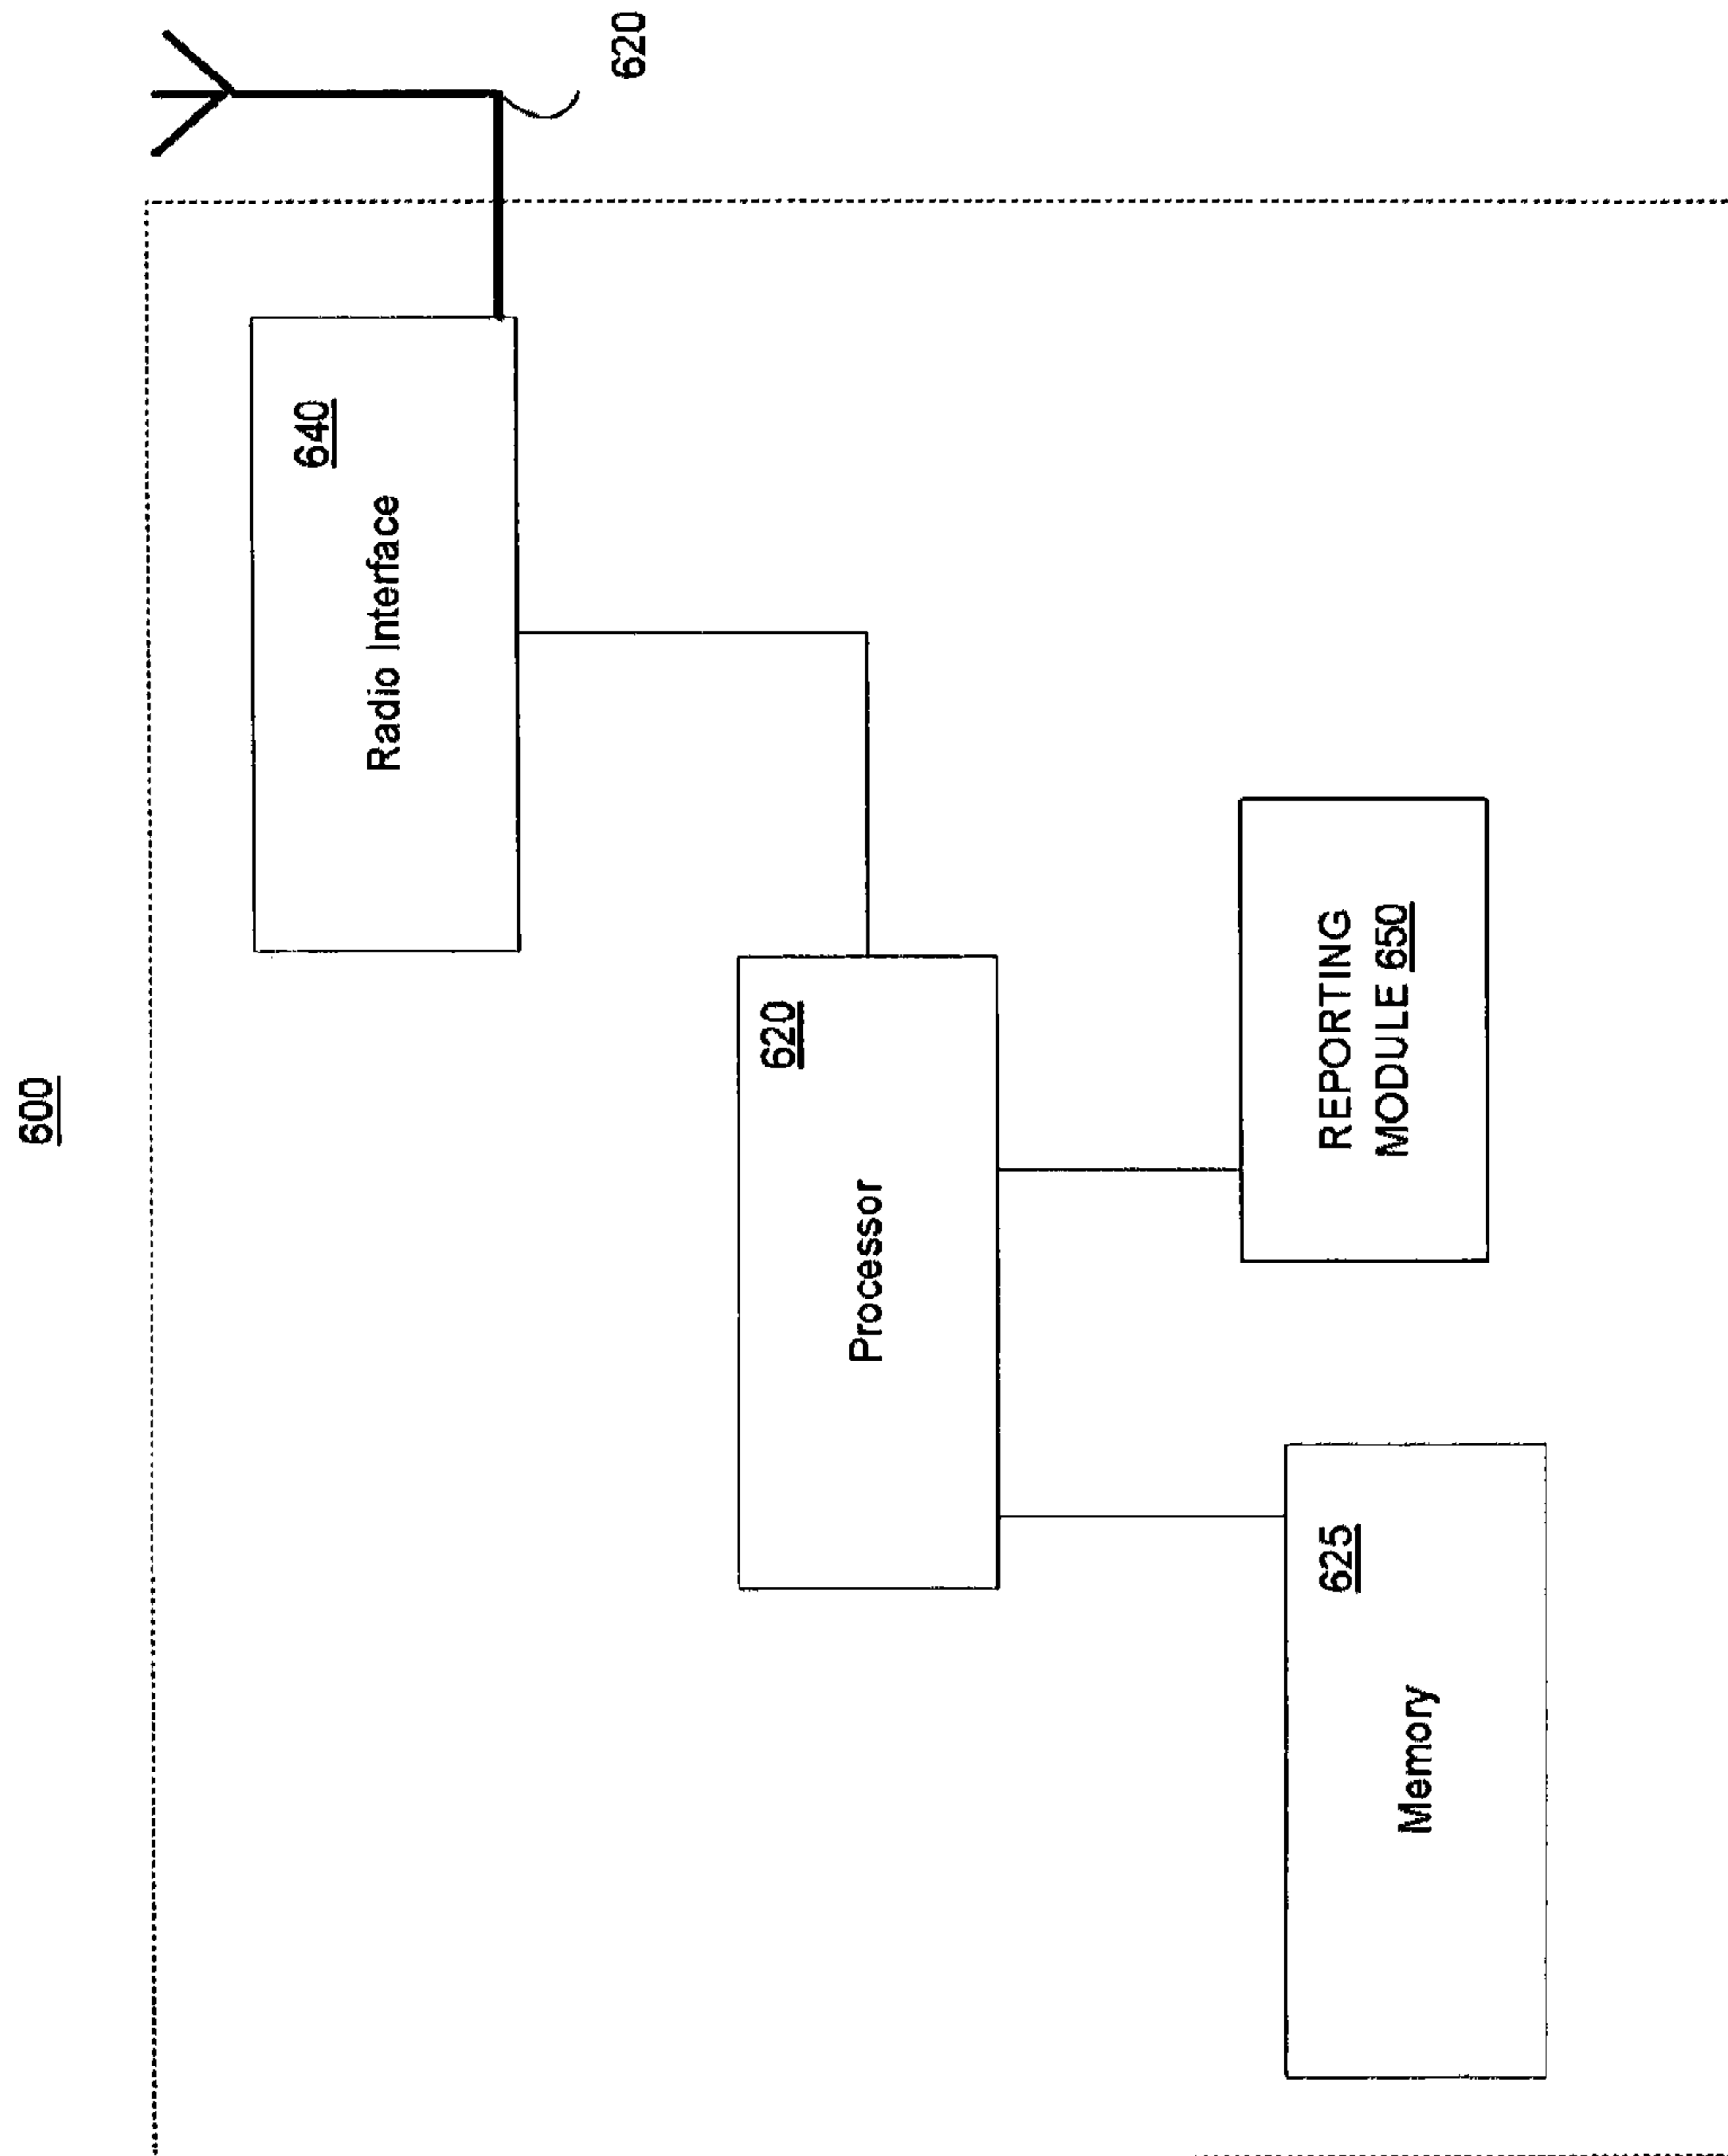 600
620
640
Radio Interface
620
Processor
REPORTING
MODULE 650
625
Memory